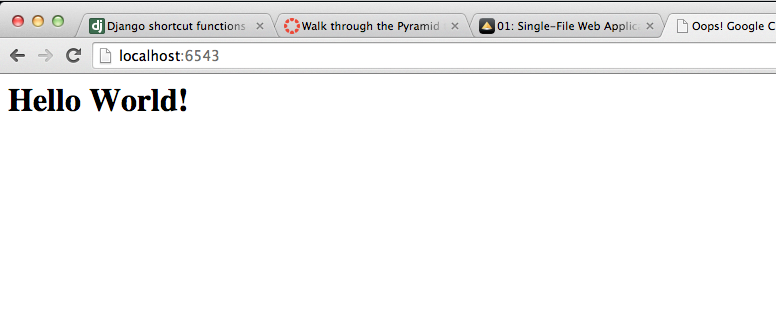 dj Django shortcut functions
Walk through the Pyramid
01: Single-File Web Applic
Oops! Google C
localhost:6543
Hello World!